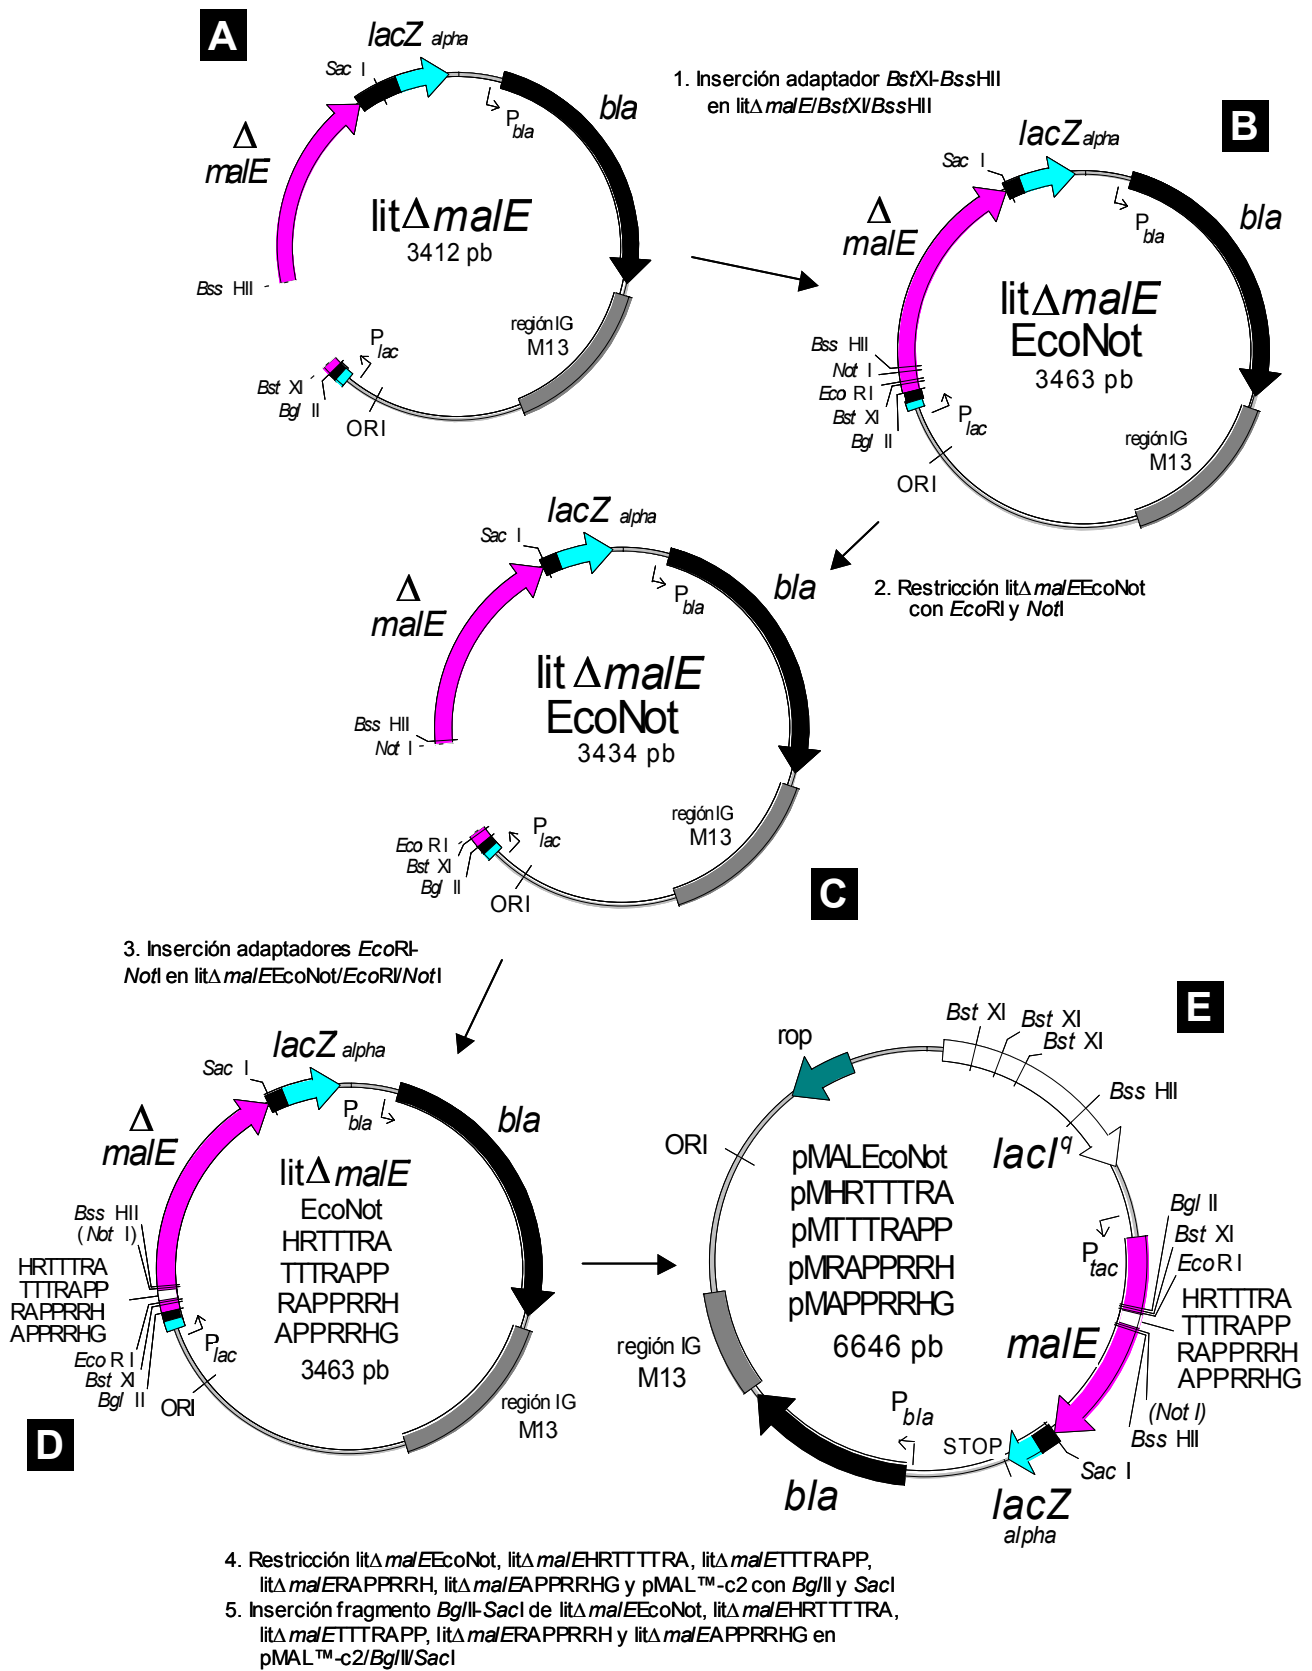 A
lacZ alpha
Sac I
Δ
malE
P bla
bla
litΔmalE
3412 pb
Bss HII
región IG
M13
P lac
Bst XI
Bgl II
ORI
1. Inserción adaptador BstXI-BssHII
en litΔmalE/BstXI/BssHII
B
lacZ alpha
Sac I
Δ
malE
P bla
bla
litΔmalE
EcoNot
3463 pb
Bss HII
Not I
Eco RI
Bst XI
Bgl II
P lac
región IG
M13
ORI
2. Restricción litΔmalEEcoNot
con EcoRI y NotI
lacZ alpha
Sac I
Δ
malE
P bla
bla
lit ΔmalE
EcoNot
3434 pb
Bss HII
Not I
región IG
M13
P lac
Eco RI
Bst XI
Bgl II
ORI
C
3. Inserción adaptadores EcoRI-
NotI en litΔmalEEcoNot/EcoRI/NotI
lacZ alpha
Sac I
Δ
malE
P bla
bla
litΔmalE
EcoNot
HRTTTRA
TTTRAPP
RAPPRRH
APPRRHG
3463 pb
Bss HII
(Not I)
HRTTTRA
TTTRAPP
RAPPRRH
APPRRHG
Eco RI
Bst XI
Bgl II
P lac
ORI
región IG
M13
D
E
Bst XI
Bst XI
Bst XI
rop
Bss HII
ORI
lacIq
pMALEcoNot
pMHRTTTRA
pMTTTRAPP
pMRAPPRRH
pMAPPRRHG
6646 pb
Bgl II
Bst XI
EcoRI
P tac
HRTTTRA
TTTRAPP
RAPPRRH
APPRRHG
malE
región IG
M13
(Not I)
Bss HII
P bla
STOP
Sac I
bla
lacZ
alpha
4. Restricción litΔmalEEcoNot, litΔmalEHRTTTTRA, litΔmalETTTRAPP,
litΔmalERAPPRRH, litΔmalEAPPRRHG y pMAL™-c2 con BglII y SacI
5. Inserción fragmento BglII-SacI de litΔmalEEcoNot, litΔmalEHRTTTTRA,
litΔmalETTTRAPP, litΔmalERAPPRRH y litΔmalEAPPRRHG en
pMAL™-c2/BglII/SacI